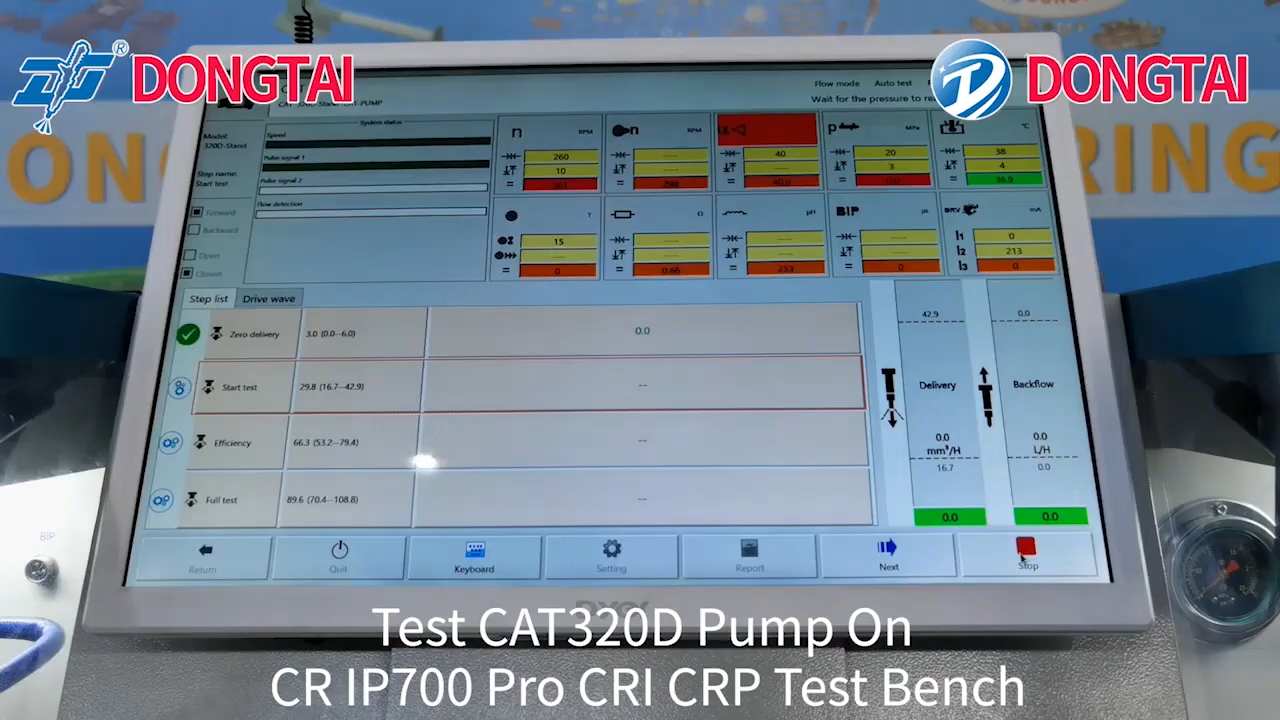 DONGTAI
DONGTAI
Flow mode Auto test
Wait for the pressure to
CAT-PUMP
System status
Model:
320D-Stand
Step name:
Start test
Speed
Pulse signal 1
Pulse signal 2
Flow detection
Forward
Backward
Open
Closed
n RPM
260
10
n RPM
298
40
40.0
P MPa
20
3
°C
38
4
36.9
T
15
0
Ω
0.66
μH
253
BIP μs
0
DRV mA
I1 0
I2 213
I3 0
Step list Drive wave
Zero delivery 3.0 (0.0--6.0) 0.0
Start test 29.8 (16.7--42.9) --
Efficiency 66.3 (53.2--79.4) --
Full test 89.6 (70.4--108.8) --
42.9
Delivery
0.0
mm³/H
16.7
0.0
0.0
Backflow
0.0
L/H
0.0
0.0
Return Quit Keyboard Setting Report Next Stop
BIP
ON
RING
Test CAT320D Pump On
CR IP700 Pro CRI CRP Test Bench